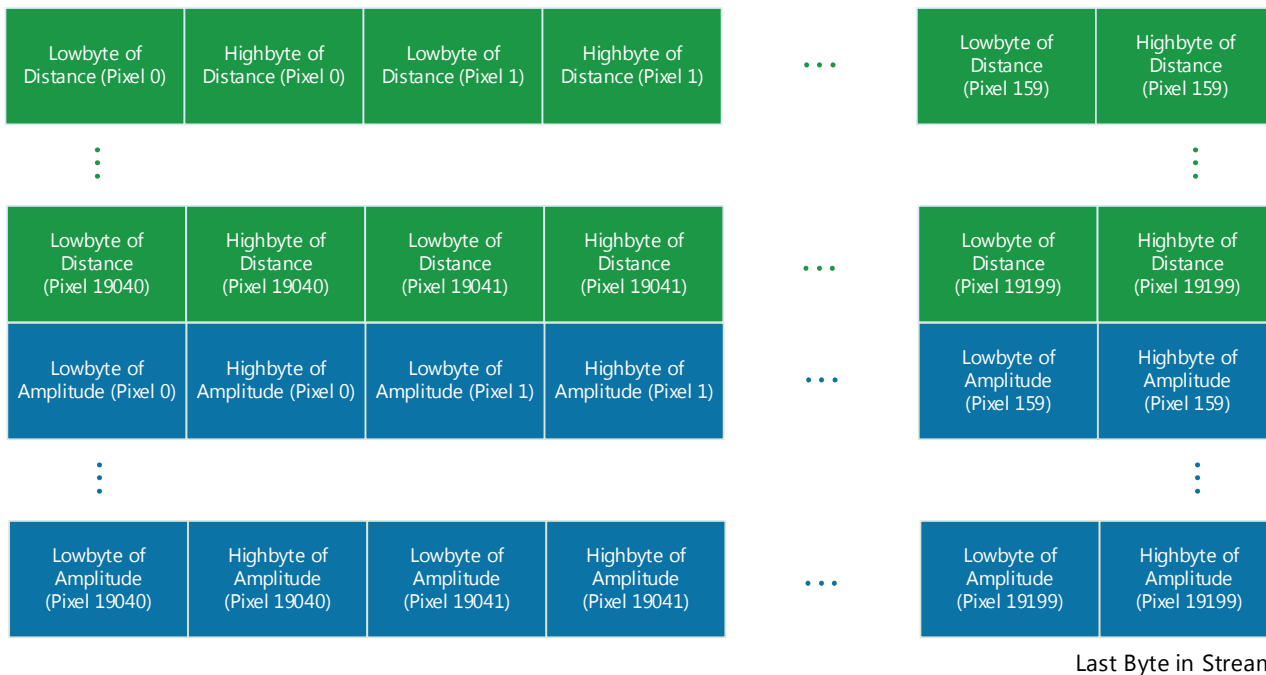 Lowbyte of
Distance (Pixel 0)
Highbyte of
Distance (Pixel 0)
Lowbyte of
Distance (Pixel 1)
Highbyte of
Distance (Pixel 1)
Lowbyte of
Distance
(Pixel 159)
Highbyte of
Distance
(Pixel 159)
Lowbyte of
Distance
(Pixel 19040)
Highbyte of
Distance
(Pixel 19040)
Lowbyte of
Distance
(Pixel 19041)
Highbyte of
Distance
(Pixel 19041)
Lowbyte of
Distance
(Pixel 19199)
Highbyte of
Distance
(Pixel 19199)
Lowbyte of
Amplitude (Pixel 0)
Highbyte of
Amplitude (Pixel 0)
Lowbyte of
Amplitude (Pixel 1)
Highbyte of
Amplitude (Pixel 1)
Lowbyte of
Amplitude
(Pixel 159)
Highbyte of
Amplitude
(Pixel 159)
Lowbyte of
Amplitude
(Pixel 19040)
Highbyte of
Amplitude
(Pixel 19040)
Lowbyte of
Amplitude
(Pixel 19041)
Highbyte of
Amplitude
(Pixel 19041)
Lowbyte of
Amplitude
(Pixel 19199)
Highbyte of
Amplitude
(Pixel 19199)
Last Byte in Stream